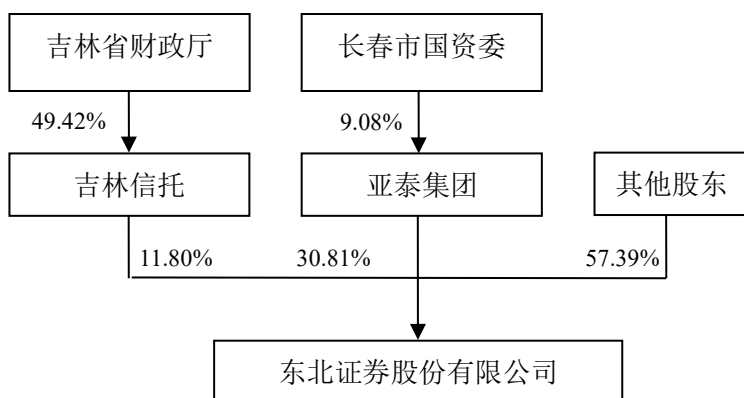 吉林省财政厅
长春市国资委
49.42%
9.08%
吉林信托
亚泰集团
其他股东
11.80%
30.81%
57.39%
东北证券股份有限公司